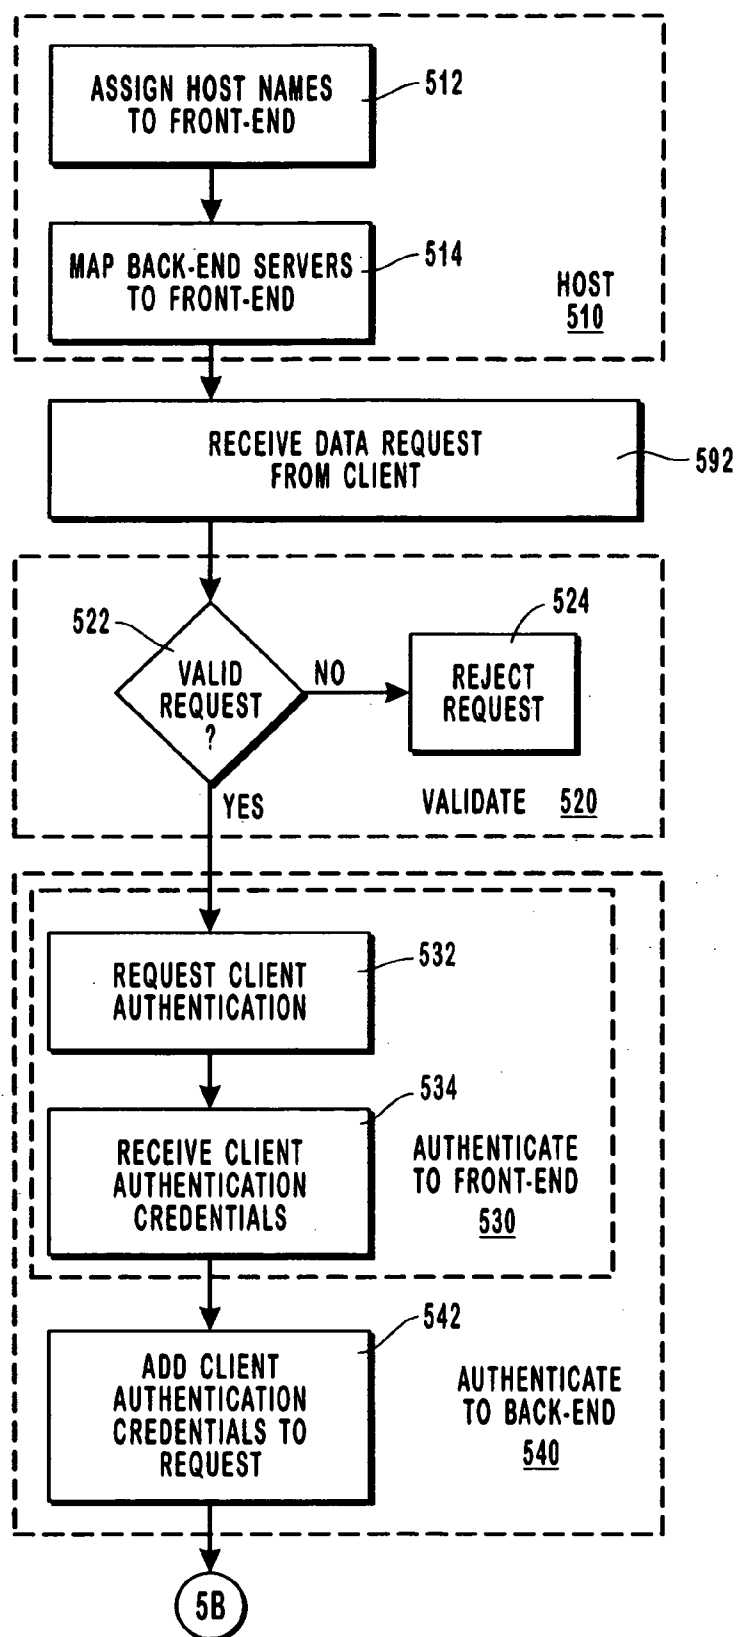 ASSIGN HOST NAMES
TO FRONT-END
512
MAP BACK-END SERVERS
TO FRONT-END
514
HOST
510
RECEIVE DATA REQUEST
FROM CLIENT
592
522
VALID
REQUEST
?
NO
524
REJECT
REQUEST
YES
VALIDATE 520
REQUEST CLIENT
AUTHENTICATION
532
534
RECEIVE CLIENT
AUTHENTICATION
CREDENTIALS
AUTHENTICATE
TO FRONT-END
530
542
ADD CLIENT
AUTHENTICATION
CREDENTIALS TO
REQUEST
AUTHENTICATE
TO BACK-END
540
5B